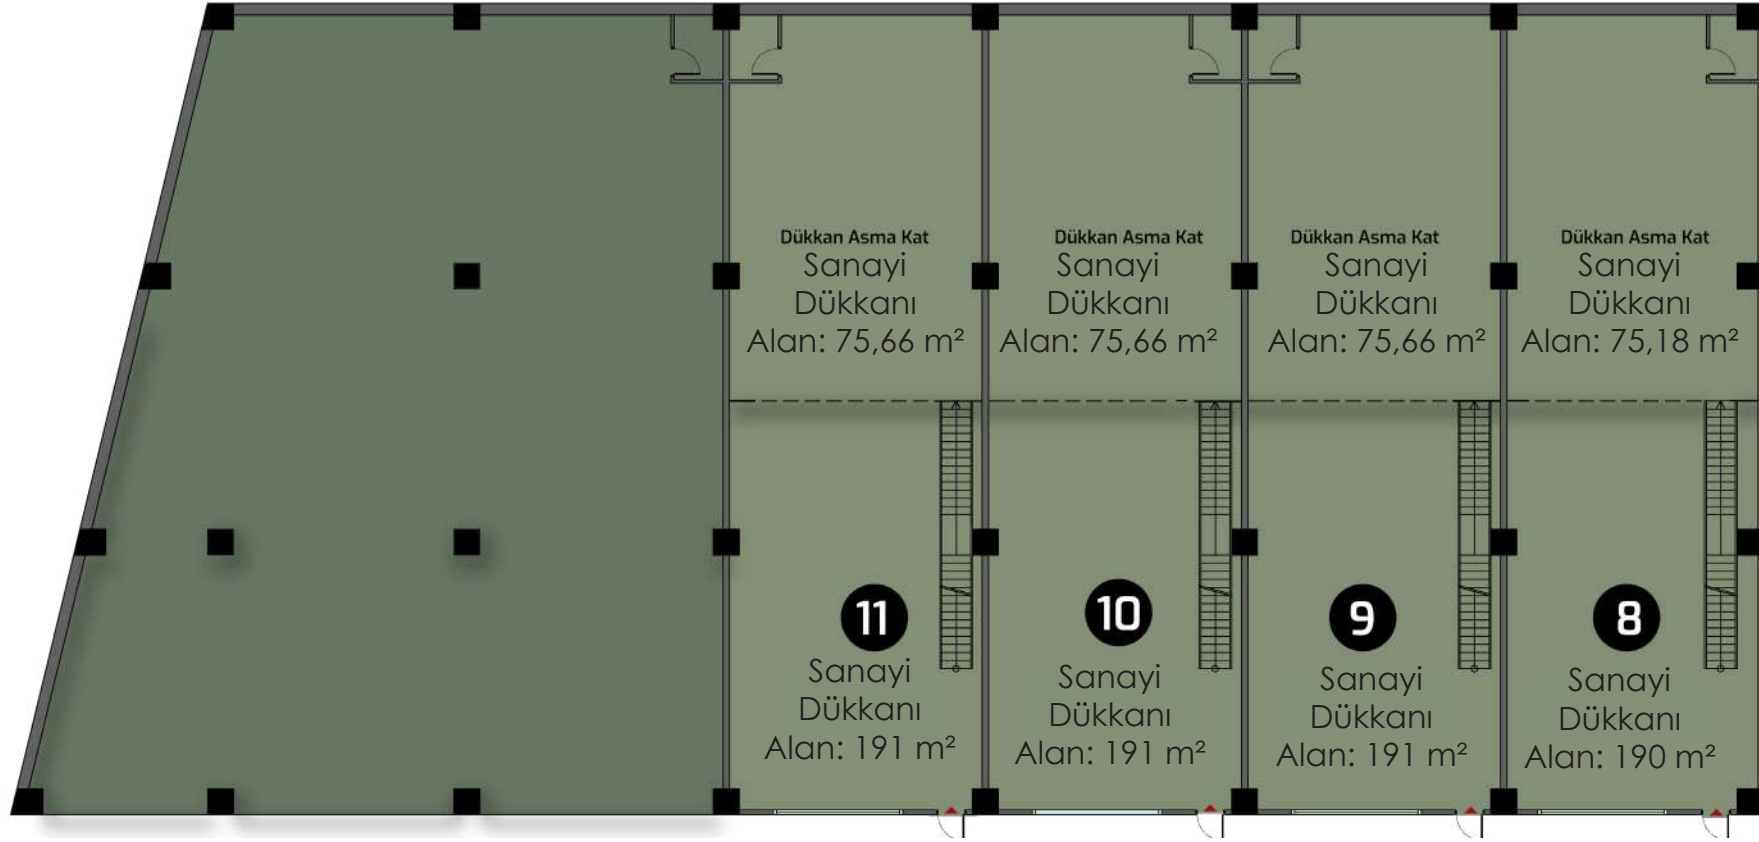 Dükkan Asma Kat
Sanayi
Dükkanı
Alan: 75,66 m²
Dükkan Asma Kat
Sanayi
Dükkanı
Alan: 75,66 m²
Dükkan Asma Kat
Sanayi
Dükkanı
Alan: 75,66 m²
Dükkan Asma Kat
Sanayi
Dükkanı
Alan: 75,18 m²
11
Sanayi
Dükkanı
Alan: 191 m²
10
Sanayi
Dükkanı
Alan: 191 m²
9
Sanayi
Dükkanı
Alan: 191 m²
8
Sanayi
Dükkanı
Alan: 190 m²